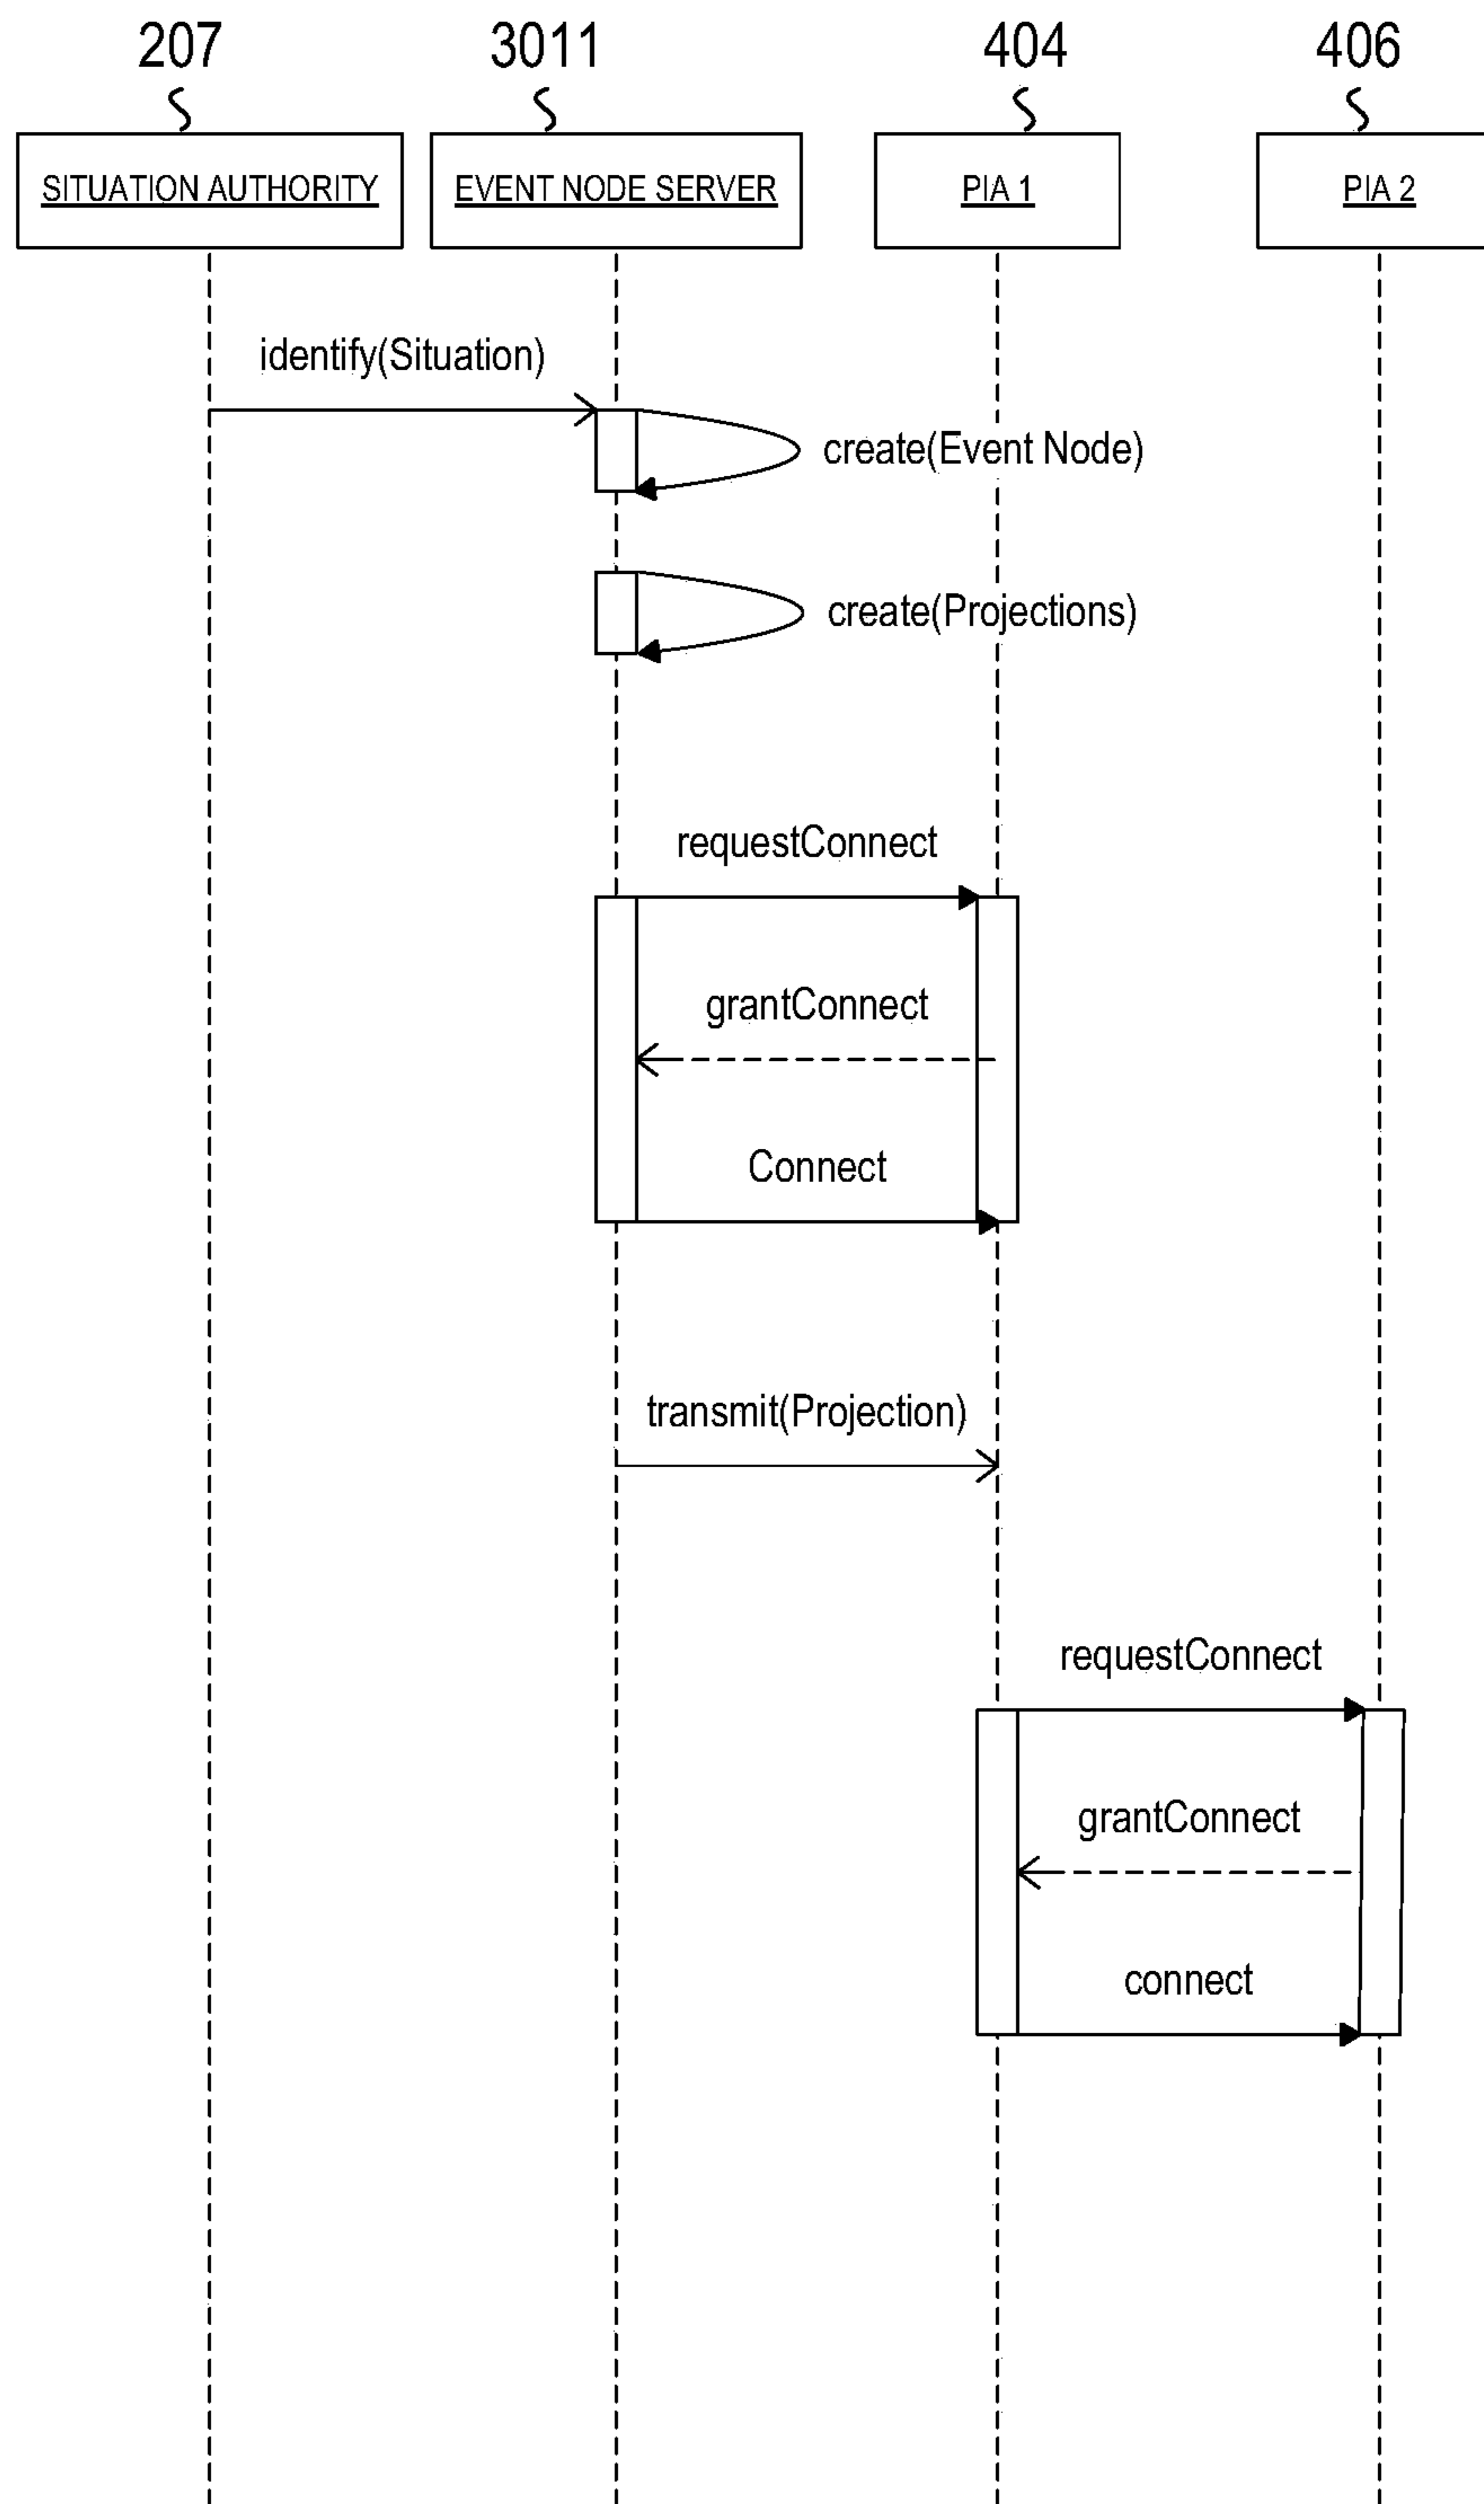 207
3011
404
406
SITUATION AUTHORITY
EVENT NODE SERVER
PIA 1
PIA 2
identify(Situation)
create(Event Node)
create(Projections)
requestConnect
grantConnect
Connect
transmit(Projection)
requestConnect
grantConnect
connect